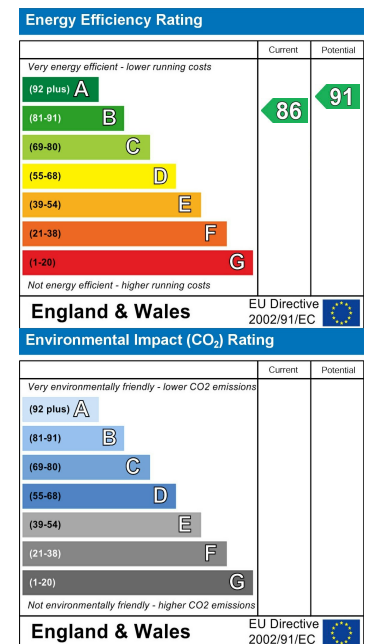 Energy Efficiency Rating
Current Potential
Very energy efficient - lower running costs
(92 plus) A
(81-91) B
(69-80) C
(55-68) D
(39-54) E
(21-38) F
(1-20) G
86
91
Not energy efficient - higher running costs
England & Wales
EU Directive
2002/91/EC
Environmental Impact (CO₂) Rating
Current Potential
Very environmentally friendly - lower CO2 emissions
(92 plus) A
(81-91) B
(69-80) C
(55-68) D
(39-54) E
(21-38) F
(1-20) G
Not environmentally friendly - higher CO2 emissions
England & Wales
EU Directive
2002/91/EC